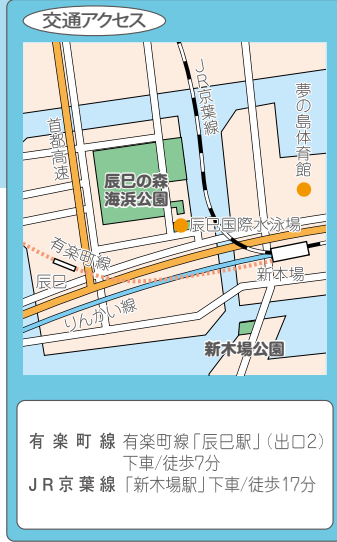 交通アクセス
JR京葉線
夢の島体育館
首都高速
辰巳の森
海浜公園
辰巳国際水泳場
有楽町線
辰巳
新木場
りんかい線
新木場公園
有楽町線 有楽町線「辰巳駅」(出口2)
下車/徒歩7分
JR京葉線 「新木場駅」下車/徒歩17分